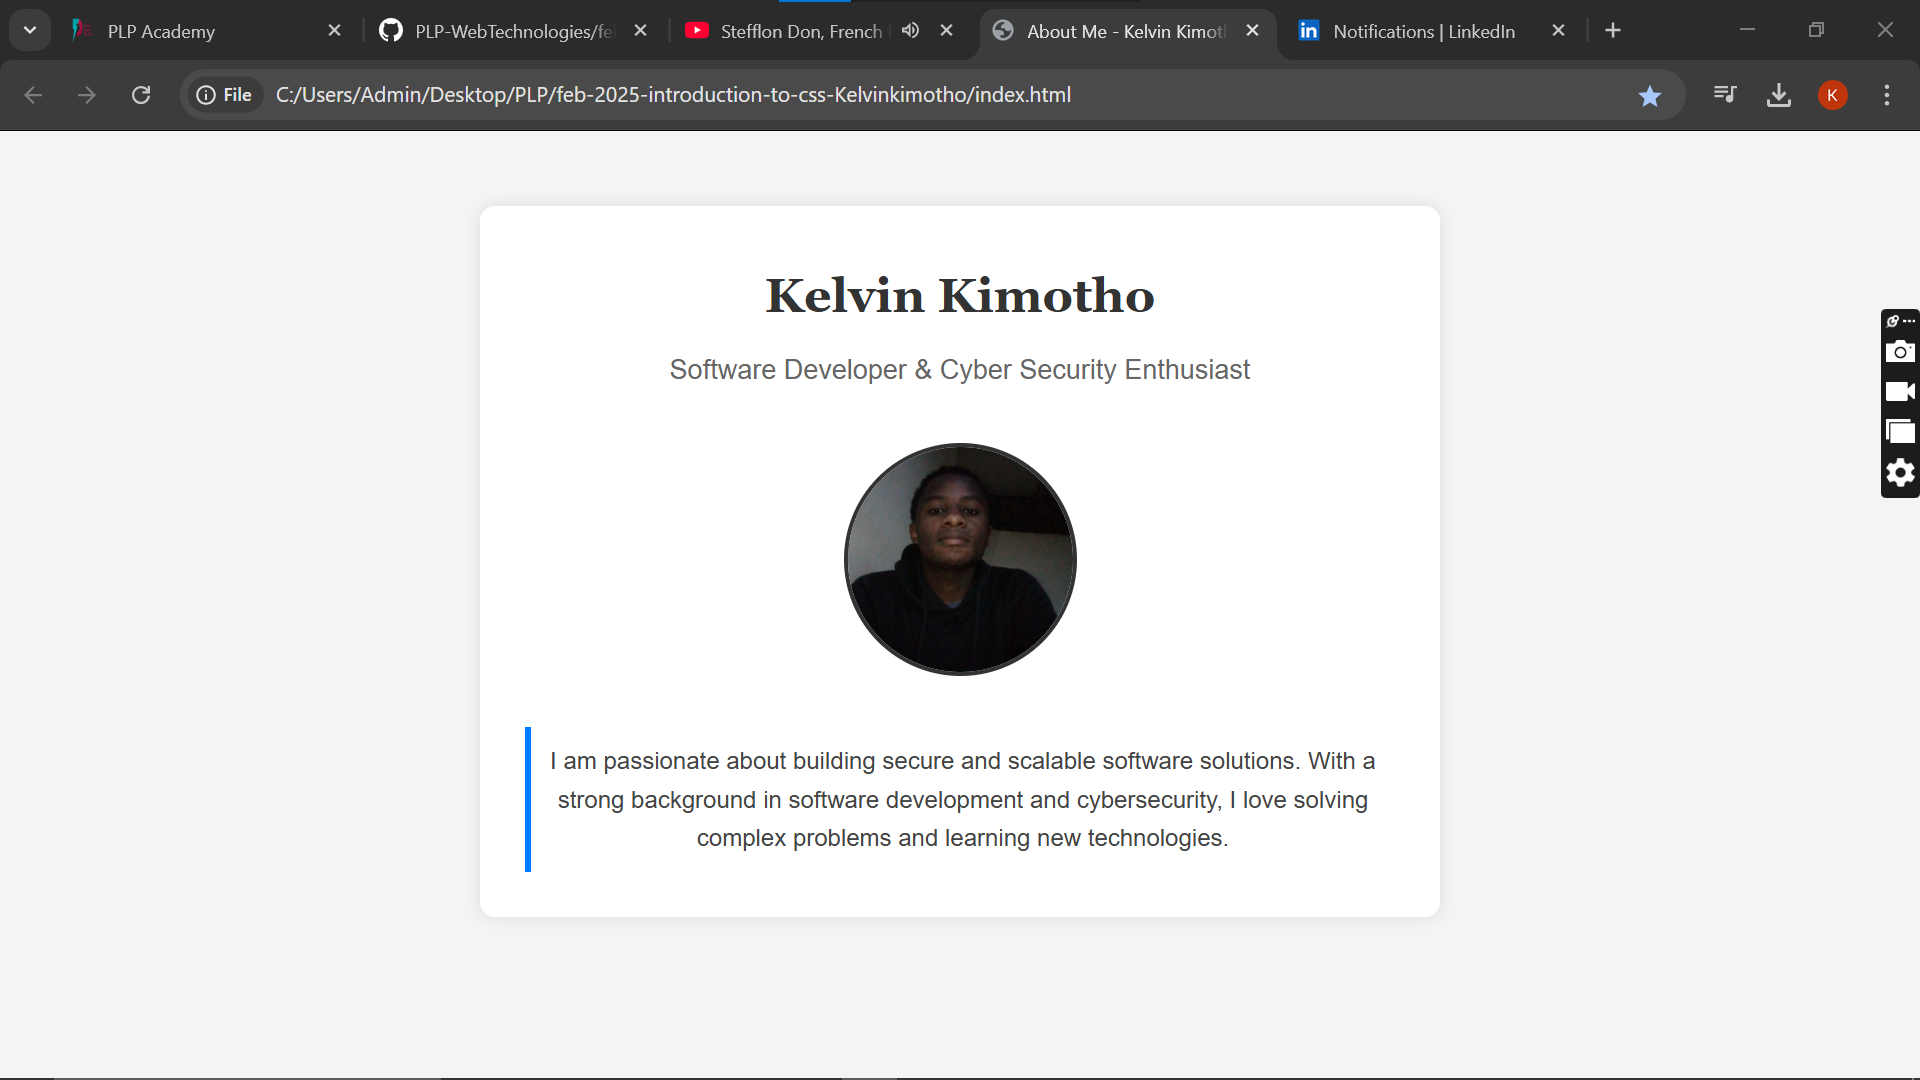 PLP Academy
PLP-WebTechnologies/fe
Stefflon Don, French
About Me - Kelvin Kimot
in
Notifications | LinkedIn
File
C:/Users/Admin/Desktop/PLP/feb-2025-introduction-to-css-Kelvinkimotho/index.html
K
Kelvin Kimotho
Software Developer & Cyber Security Enthusiast
I am passionate about building secure and scalable software solutions. With a
strong background in software development and cybersecurity, I love solving
complex problems and learning new technologies.